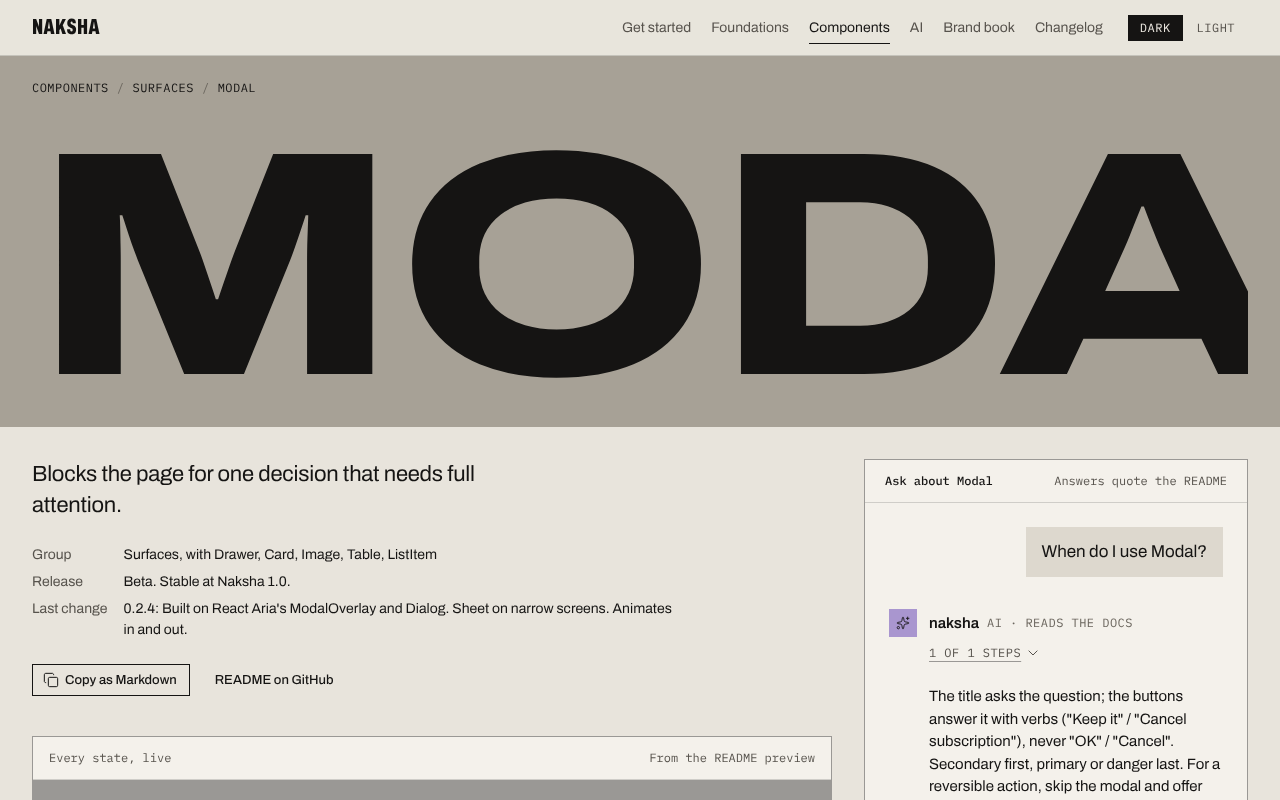 NAKSHA
Get started
Foundations
Components
AI
Brand book
Changelog
DARK
LIGHT
COMPONENTS / SURFACES / MODAL
MODA
Blocks the page for one decision that needs full
attention.
Group Surfaces, with Drawer, Card, Image, Table, ListItem
Release Beta. Stable at Naksha 1.0.
Last change 0.2.4: Built on React Aria's ModalOverlay and Dialog. Sheet on narrow screens. Animates
in and out.
Copy as Markdown
README on GitHub
Every state, live
From the README preview
Ask about Modal
Answers quote the README
When do I use Modal?
naksha AI · READS THE DOCS
1 OF 1 STEPS
The title asks the question; the buttons
answer it with verbs ("Keep it" / "Cancel
subscription"), never "OK" / "Cancel".
Secondary first, primary or danger last. For a
reversible action, skip the modal and offer